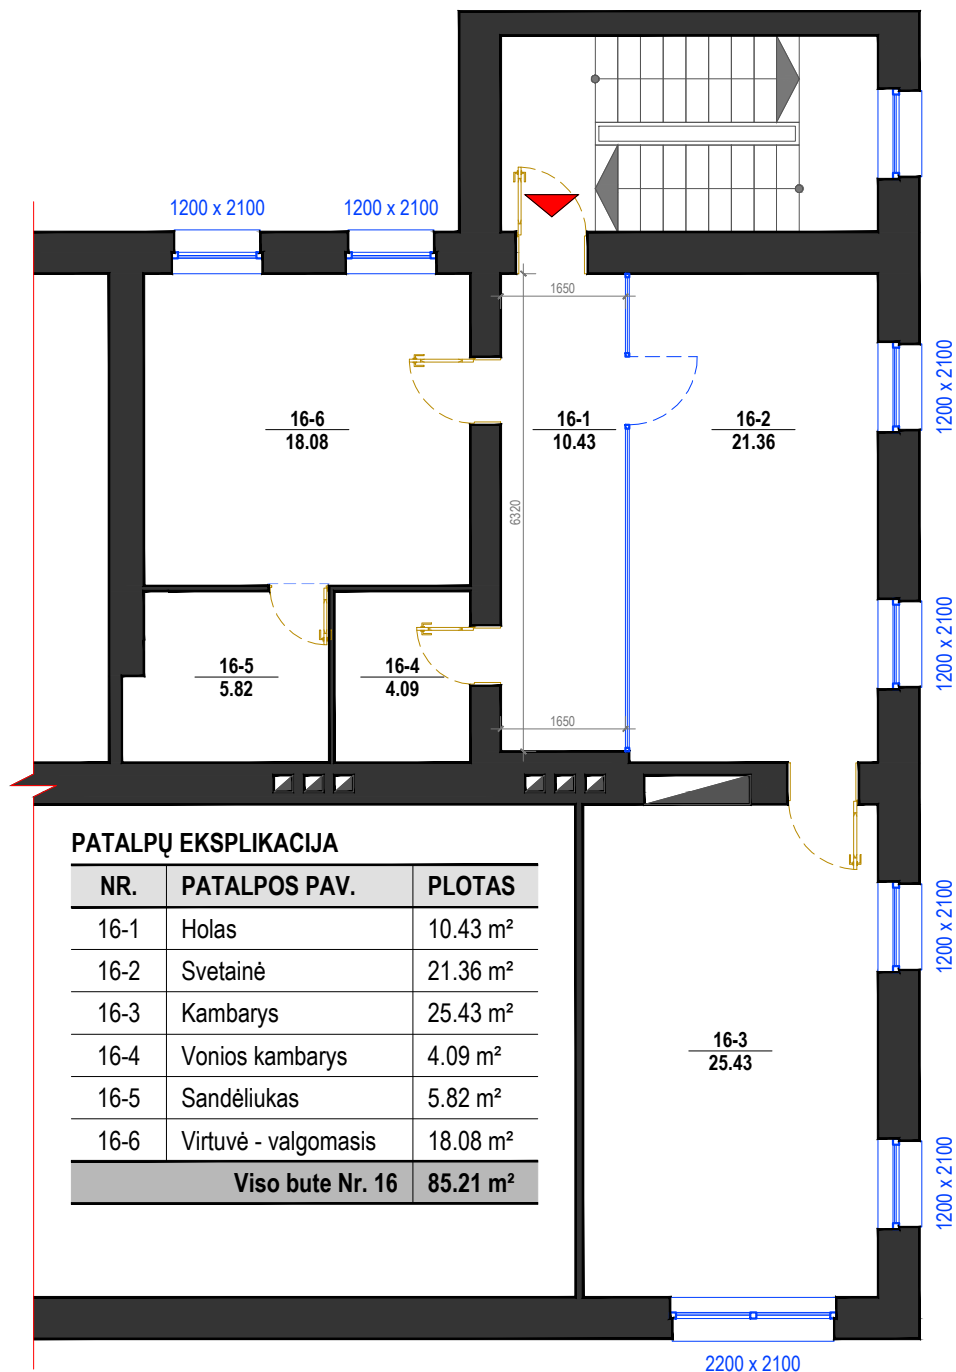 1200 x 2100
1200 x 2100
1650
16-6
18.08
16-1
10.43
16-2
21.36
1200 x 2100
6320
1200 x 2100
16-5
5.82
16-4
4.09
1650
PATALPŲ EKSPLIKACIJA
NR. PATALPOS PAV. PLOTAS
16-1 Holas 10.43 m²
16-2 Svetainė 21.36 m²
16-3 Kambarys 25.43 m²
16-4 Vonios kambarys 4.09 m²
16-5 Sandėliukas 5.82 m²
16-6 Virtuvė - valgomasis 18.08 m²
Viso bute Nr. 16 85.21 m²
1200 x 2100
16-3
25.43
1200 x 2100
2200 x 2100